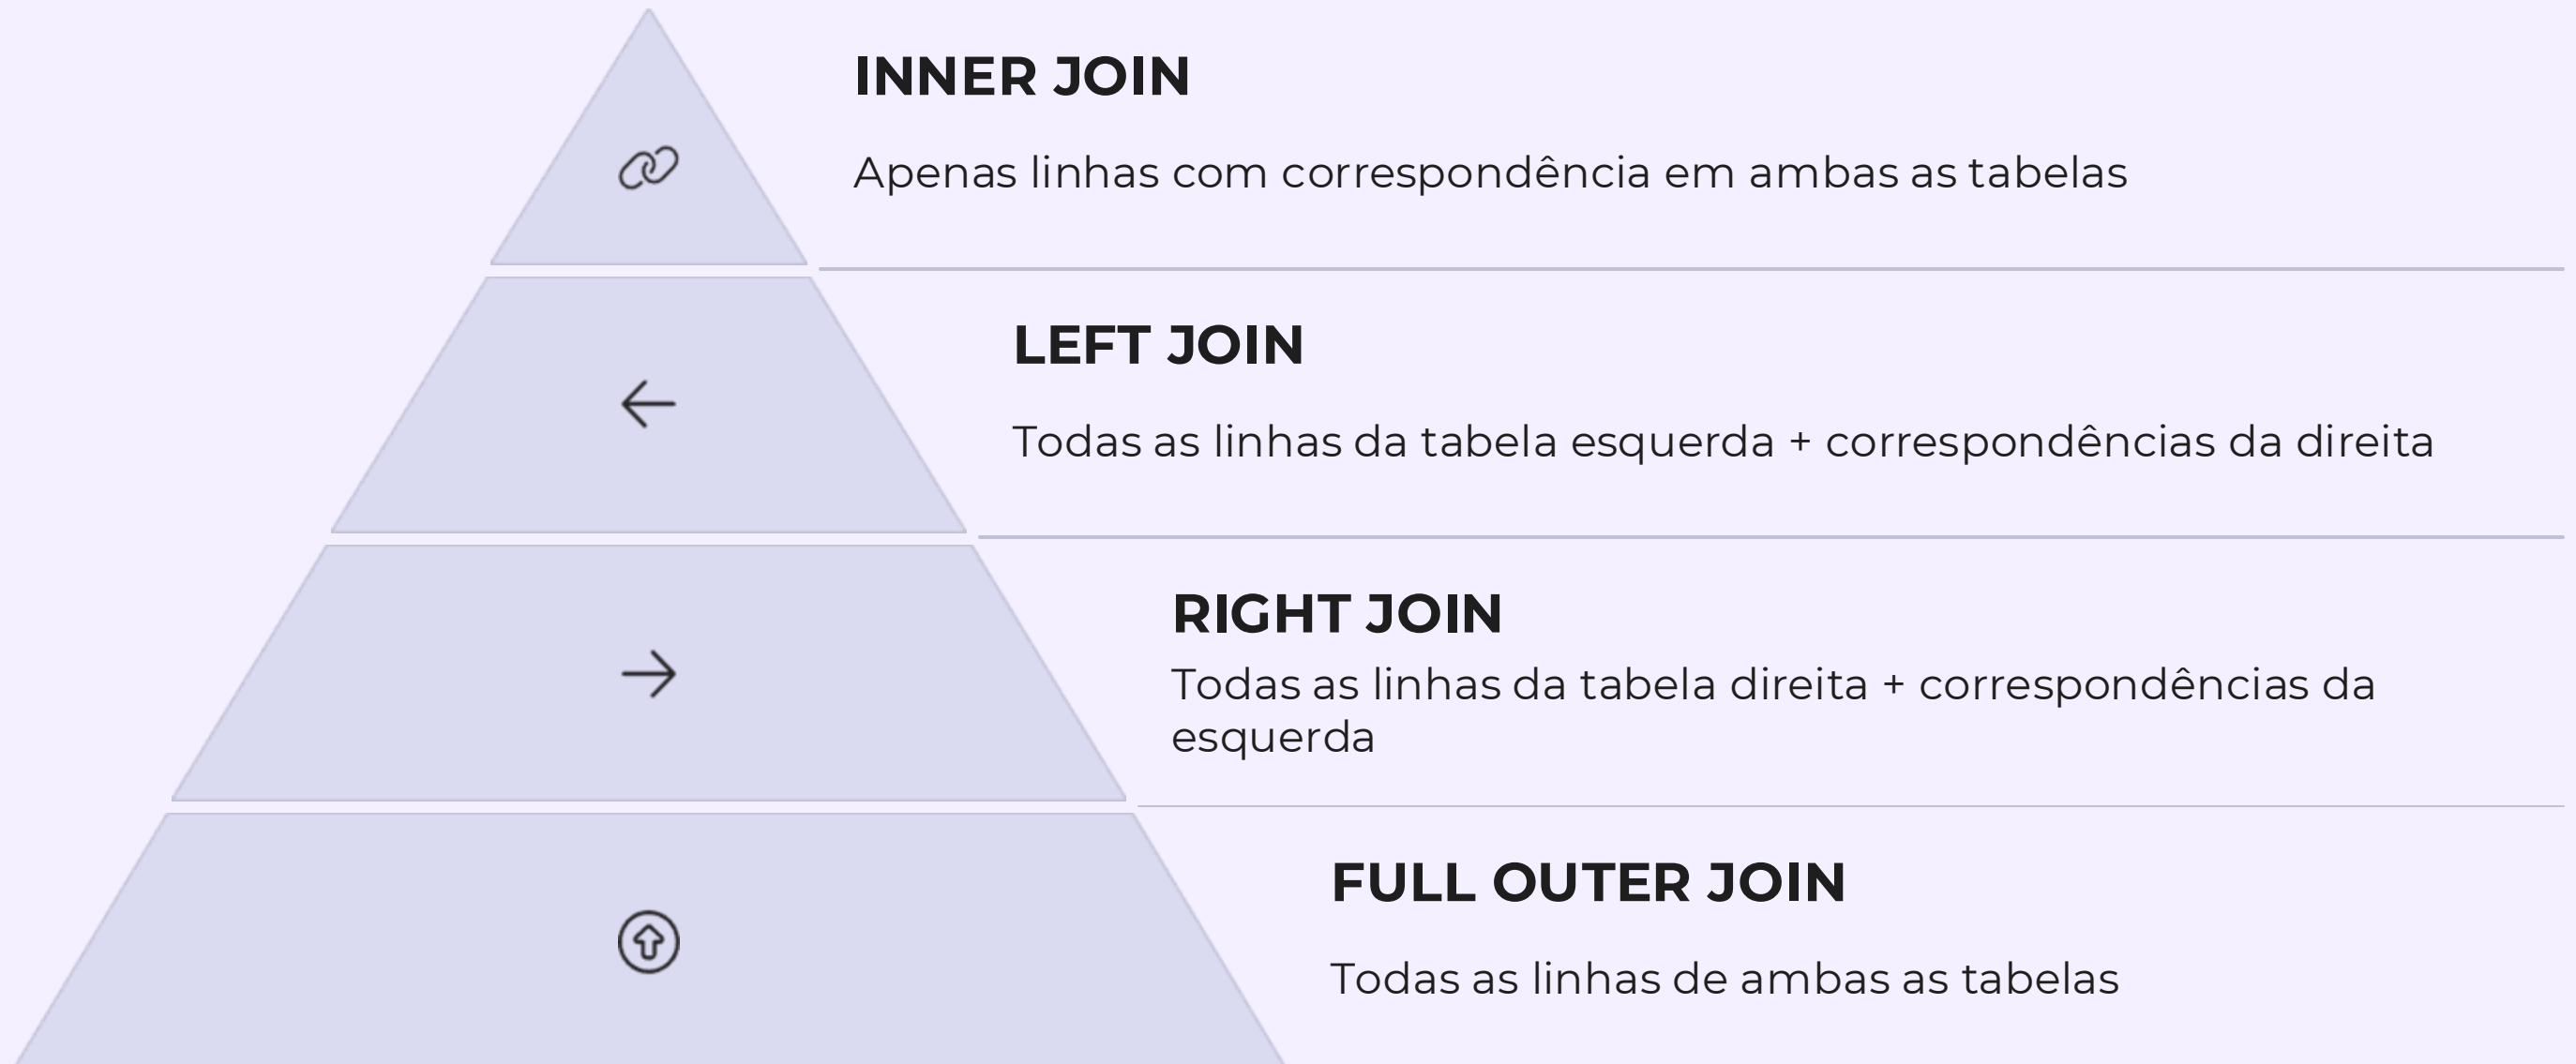 INNER JOIN
Apenas linhas com correspondência em ambas as tabelas
LEFT JOIN
Todas as linhas da tabela esquerda + correspondências da direita
RIGHT JOIN
Todas as linhas da tabela direita + correspondências da
esquerda
FULL OUTER JOIN
Todas as linhas de ambas as tabelas